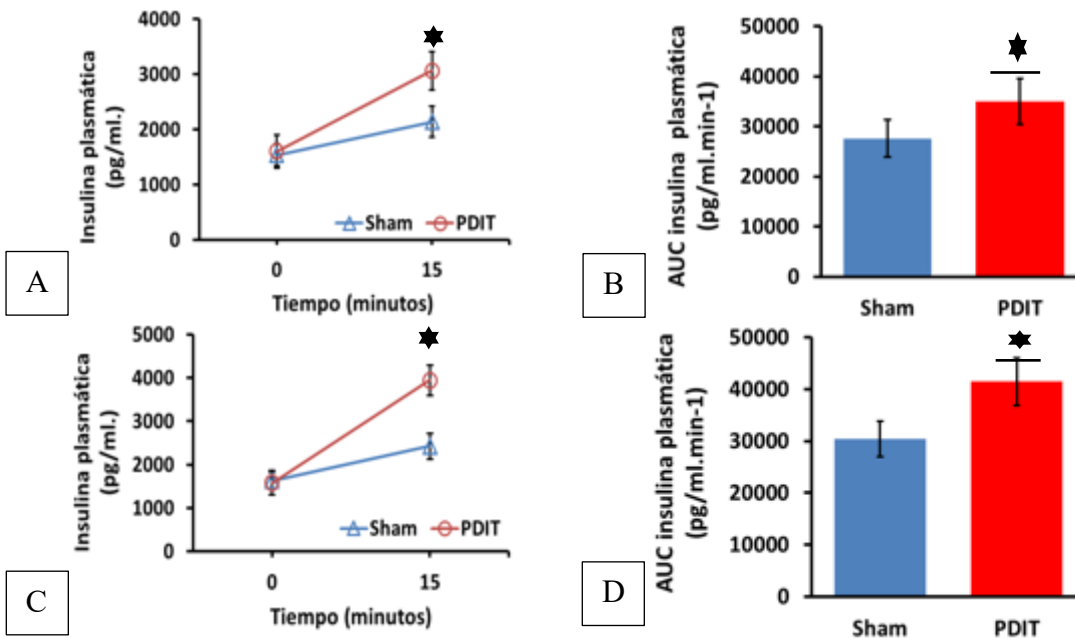 Insulina plasmática
(pg/ml.)
4000
3000
2000
1000
0
Sham PDIT
0 15
Tiempo (minutos)
A
AUC insulina plasmática
(pg/ml.min-1)
50000
40000
30000
20000
10000
0
Sham PDIT
B
Insulina plasmática
(pg/ml.)
5000
4000
3000
2000
1000
0
Sham PDIT
0 15
Tiempo (minutos)
C
AUC insulina plasmática
(pg/ml.min-1)
50000
40000
30000
20000
10000
0
Sham PDIT
D